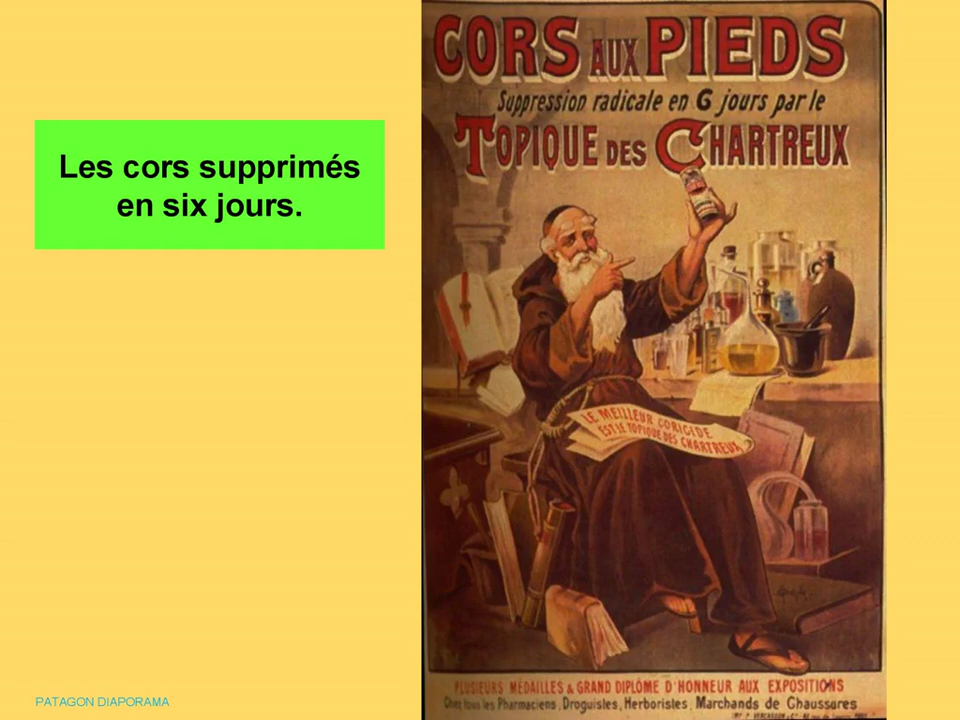 Les cors supprimés
en six jours.
CORS AUX PIEDS
Suppression radicale en 6 jours par le
TOPIQUE DES CHARTREUX
LE MEILLEUR CORICIDE
EST LE TOPIQUE DES CHARTREUX
PLUSIEURS MÉDAILLES & GRAND DIPLÔME D'HONNEUR AUX EXPOSITIONS
Chez tous les Pharmaciens, Droguistes, Herboristes, Marchands de Chaussures
PATAGON DIAPORAMA